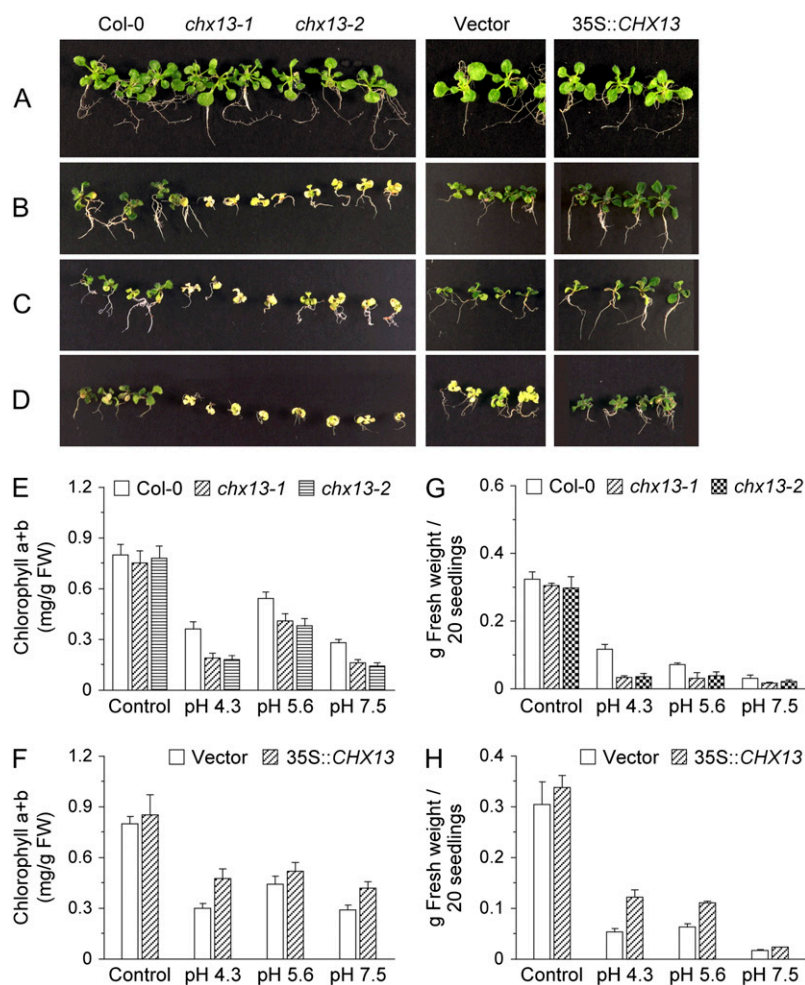 Col-0 chx13-1 chx13-2 Vector 35S::CHX13
A
B
C
D
E
Col-0 chx13-1 chx13-2
Chlorophyll a+b
(mg/g FW)
1.2
0.9
0.6
0.3
0
Control pH 4.3 pH 5.6 pH 7.5
G
Col-0 chx13-1 chx13-2
g Fresh weight /
20 seedlings
0.6
0.4
0.2
0
Control pH 4.3 pH 5.6 pH 7.5
F
Vector 35S::CHX13
Chlorophyll a+b
(mg/g FW)
1.2
0.9
0.6
0.3
0
Control pH 4.3 pH 5.6 pH 7.5
H
Vector 35S::CHX13
g Fresh weight /
20 seedlings
0.4
0.3
0.2
0.1
0
Control pH 4.3 pH 5.6 pH 7.5